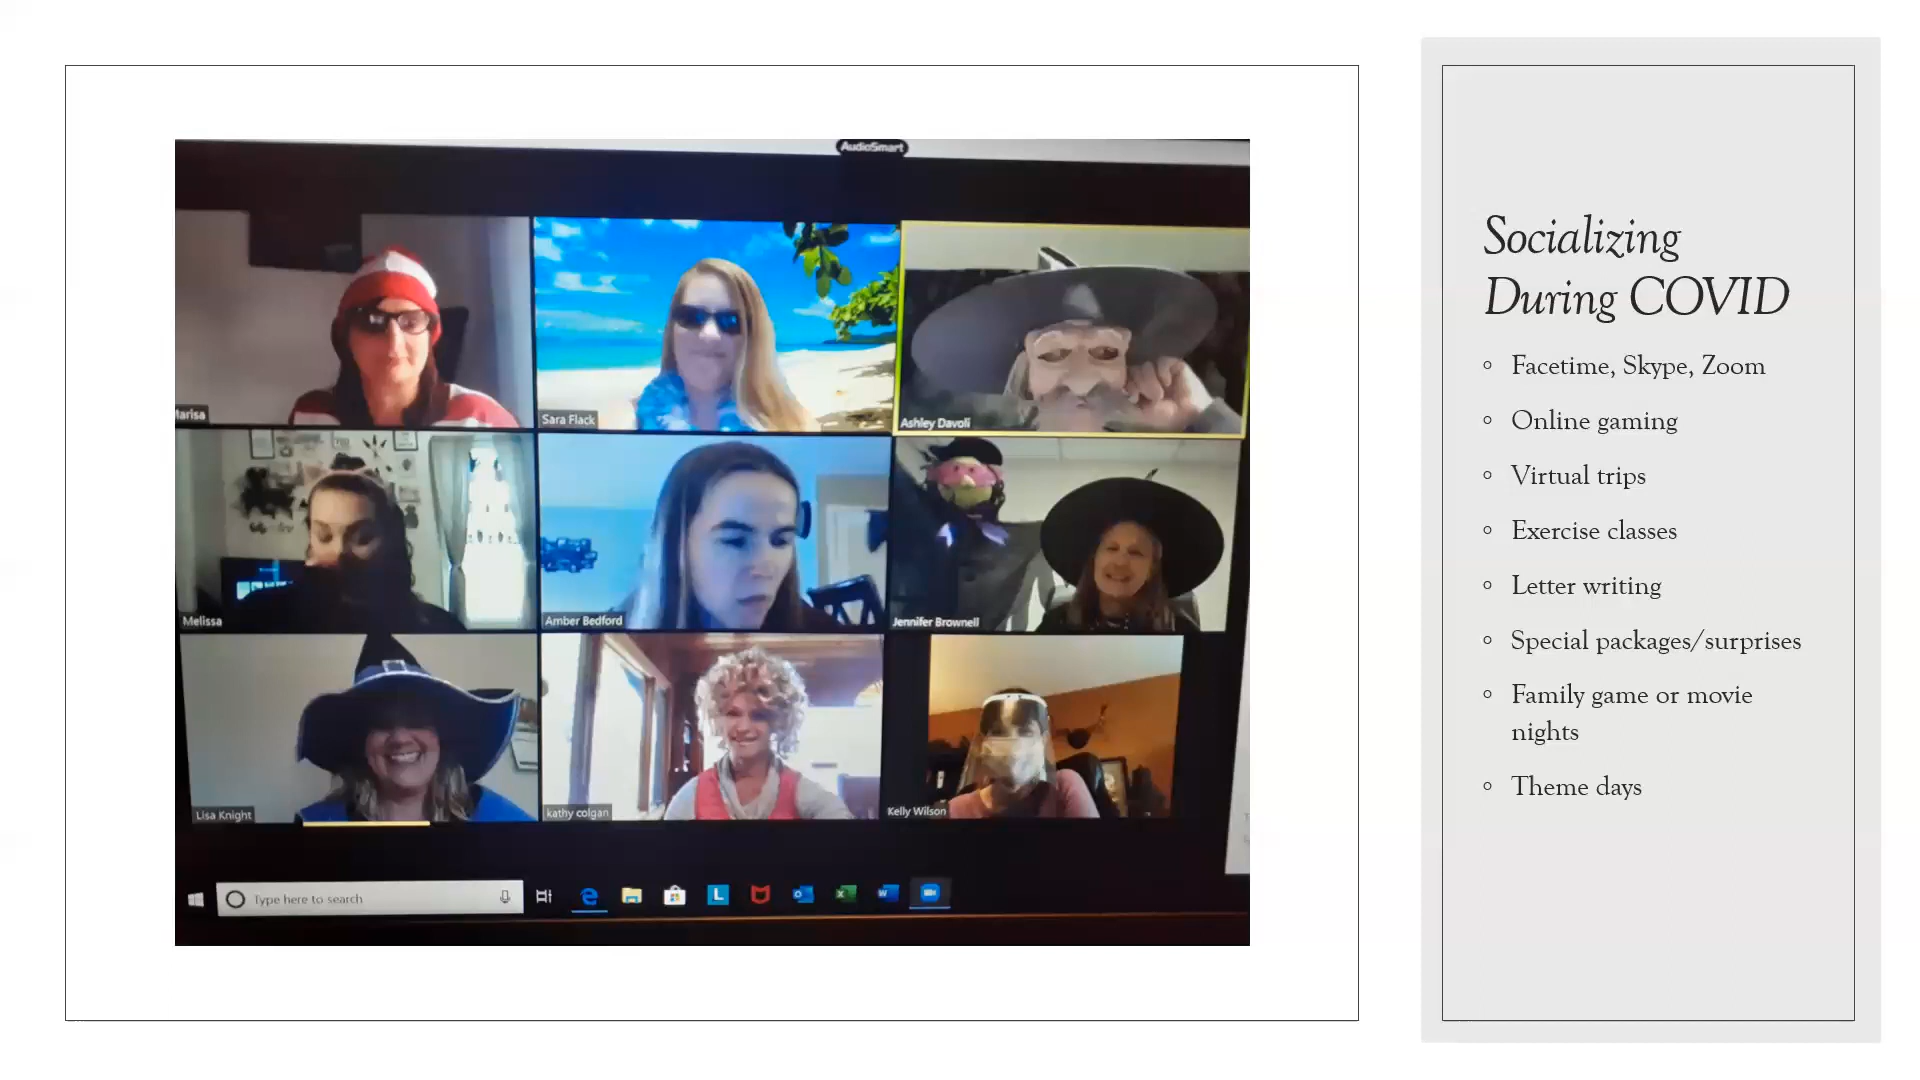 AudioSmart
Marisa
Sara Flack
Ashley Davoli
Melissa
Amber Bedford
Jennifer Brownell
Lisa Knight
kathy colgan
Kelly Wilson
Type here to search
Socializing
During COVID
Facetime, Skype, Zoom
Online gaming
Virtual trips
Exercise classes
Letter writing
Special packages/surprises
Family game or movie
nights
Theme days